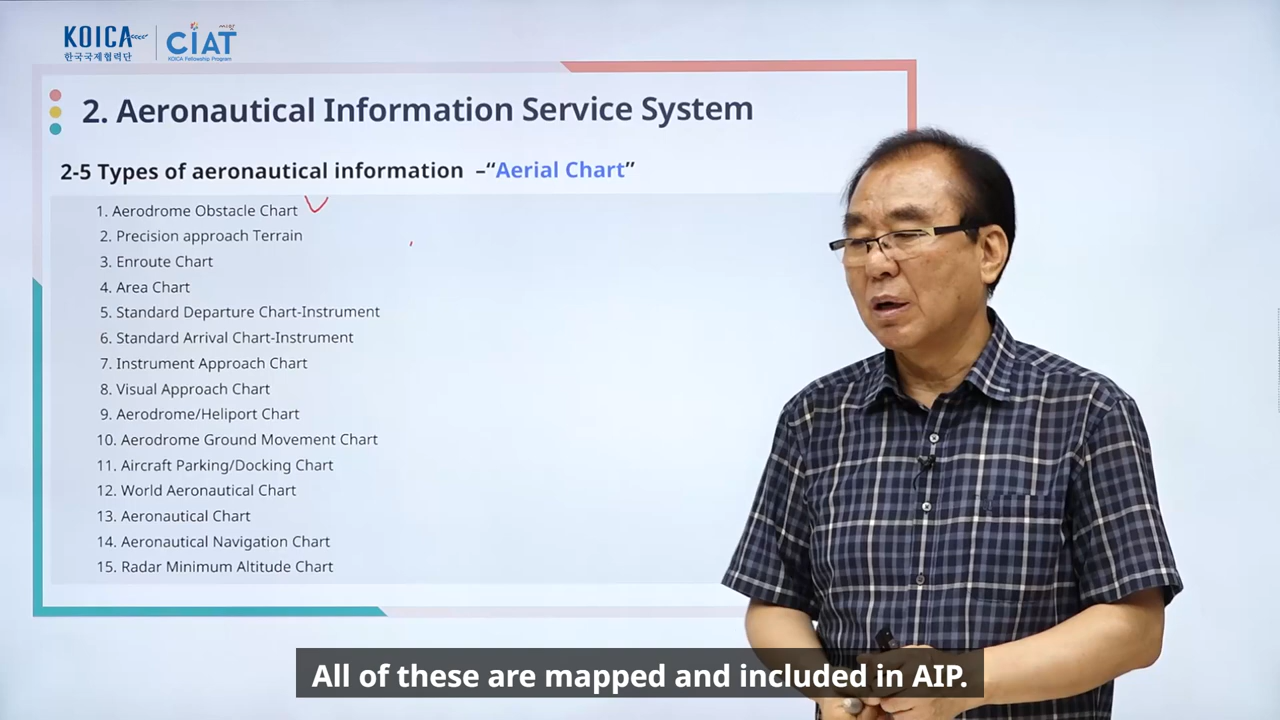 KOICA
한국국제협력단
CIAT
KOICA Fellowship Program
2. Aeronautical Information Service System
2-5 Types of aeronautical information –“Aerial Chart”
1. Aerodrome Obstacle Chart
2. Precision approach Terrain
3. Enroute Chart
4. Area Chart
5. Standard Departure Chart-Instrument
6. Standard Arrival Chart-Instrument
7. Instrument Approach Chart
8. Visual Approach Chart
9. Aerodrome/Heliport Chart
10. Aerodrome Ground Movement Chart
11. Aircraft Parking/Docking Chart
12. World Aeronautical Chart
13. Aeronautical Chart
14. Aeronautical Navigation Chart
15. Radar Minimum Altitude Chart
All of these are mapped and included in AIP.